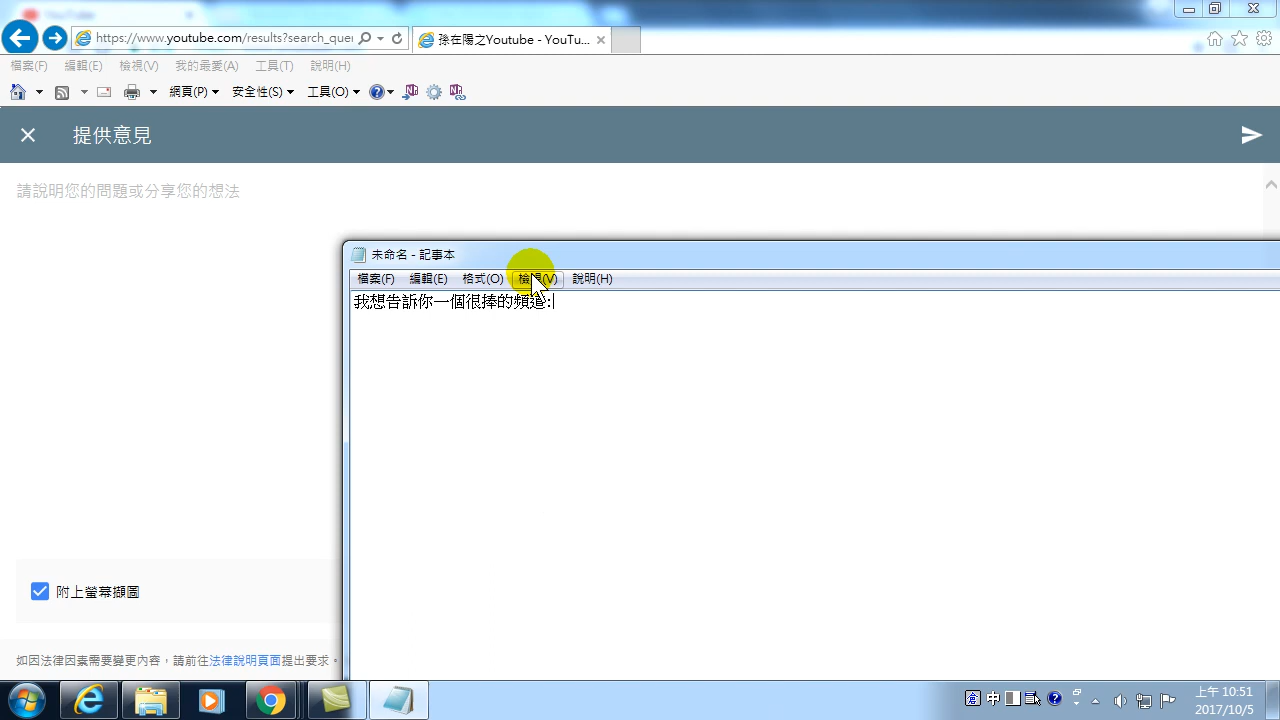 YouTube
https://www.youtube.com/results?search_que
孫在陽之Youtube - YouTu...
檔案(F) 編輯(E) 檢視(V) 我的最愛(A) 工具(T) 說明(H)
網頁(P) 安全性(S) 工具(O)
提供意見
請說明您的問題或分享您的想法
未命名 - 記事本
檔案(F) 編輯(E) 格式(O) 檢視(V) 說明(H)
我想告訴你一個很捧的頻道:
附上螢幕擷圖
如因法律因素需要變更內容，請前往法律說明頁面提出要求。
中
上午 10:51
2017/10/5